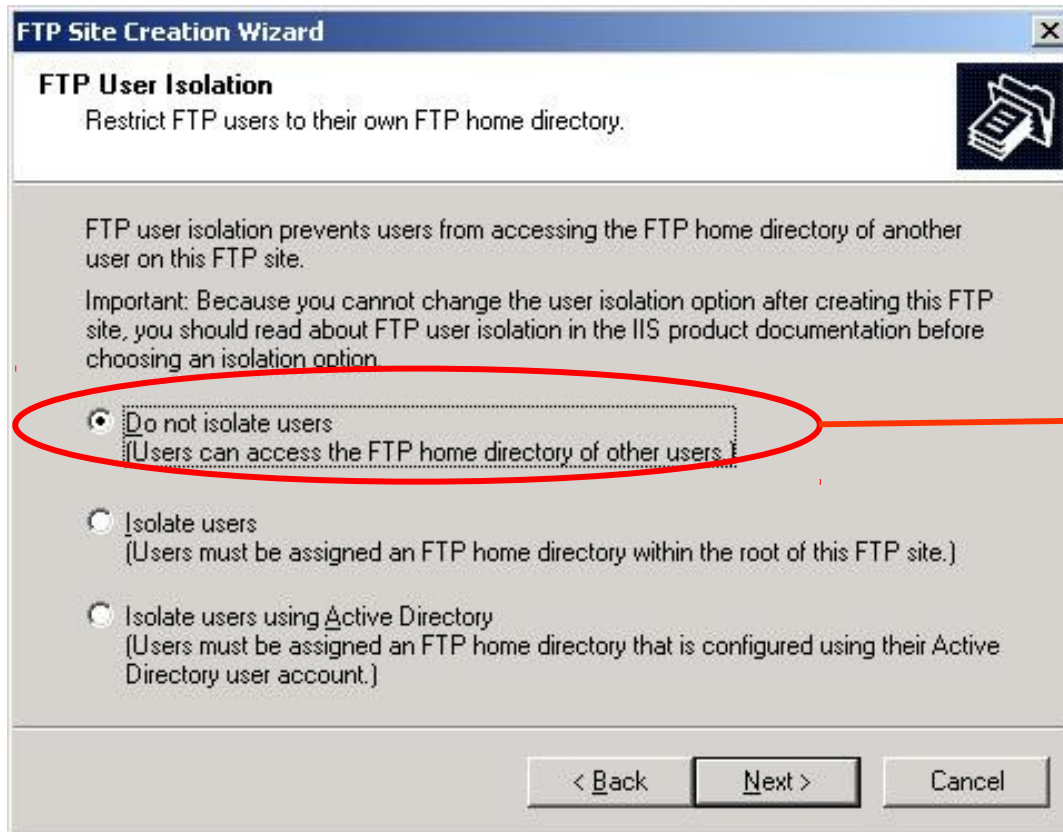 FTP Site Creation Wizard
FTP User Isolation
Restrict FTP users to their own FTP home directory.
FTP user isolation prevents users from accessing the FTP home directory of another
user on this FTP site.
Important: Because you cannot change the user isolation option after creating this FTP
site, you should read about FTP user isolation in the IIS product documentation before
choosing an isolation option.
Do not isolate users
(Users can access the FTP home directory of other users.)
Isolate users
(Users must be assigned an FTP home directory within the root of this FTP site.)
Isolate users using Active Directory
(Users must be assigned an FTP home directory that is configured using their Active
Directory user account.)
< Back
Next >
Cancel